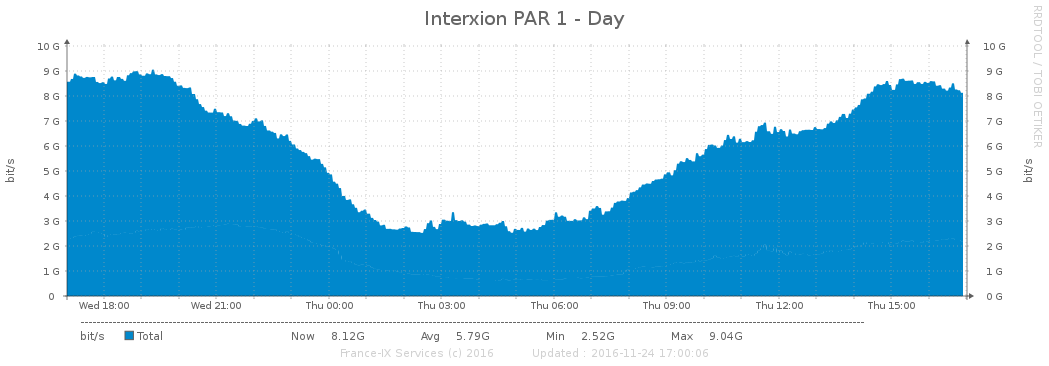 Interxion PAR 1 - Day
RRDTOOL / TOBI OETIKER
bit/s
10 G 10 G
9 G 9 G
8 G 8 G
7 G 7 G
6 G 6 G
5 G 5 G
4 G 4 G
3 G 3 G
2 G 2 G
1 G 1 G
0 0 G
bit/s
Wed 18:00 Wed 21:00 Thu 00:00 Thu 03:00 Thu 06:00 Thu 09:00 Thu 12:00 Thu 15:00
bit/s Total Now 8.12G Avg 5.79G Min 2.52G Max 9.04G
France-IX Services (c) 2016 Updated : 2016-11-24 17:00:06